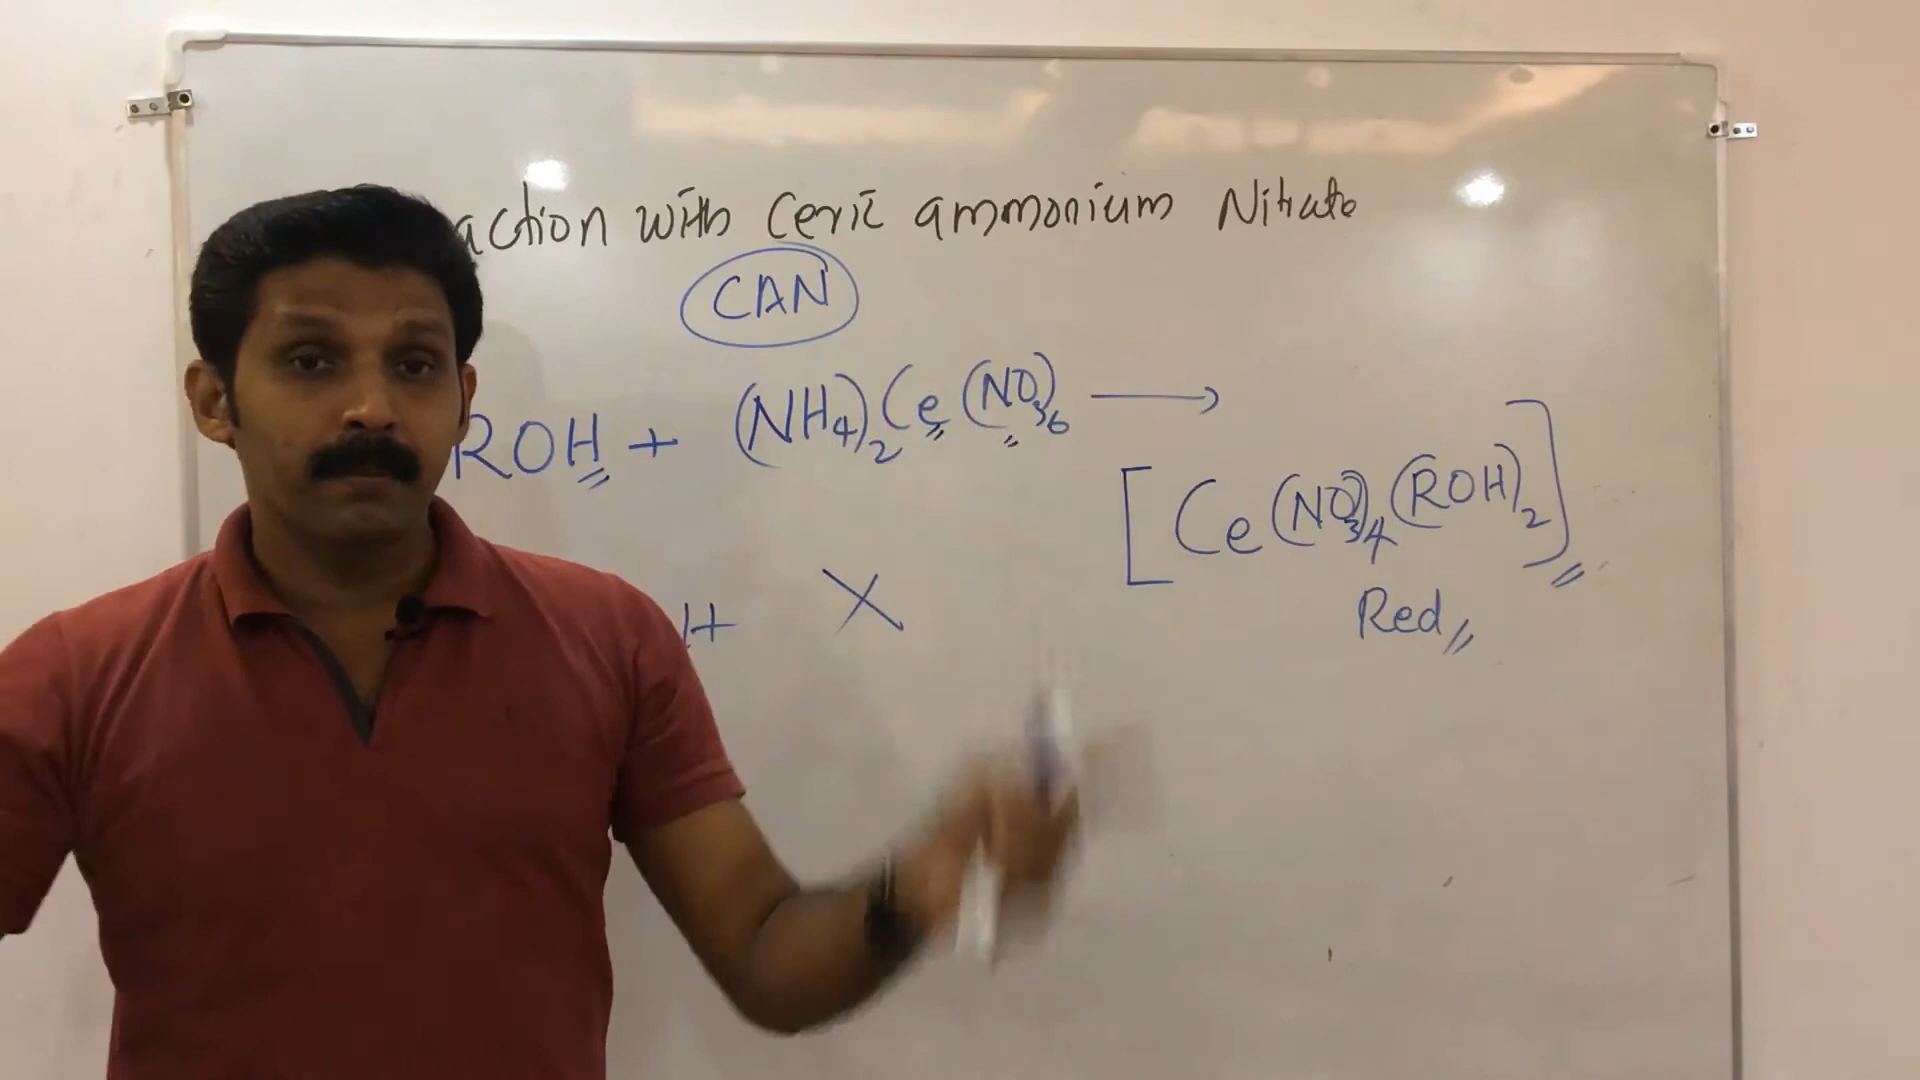 action with Ceric ammonium Nitrate
CAN
ROH + (NH4)2Ce(NO3)6 ⟶
[Ce(NO3)4(ROH)2]
H X
Red